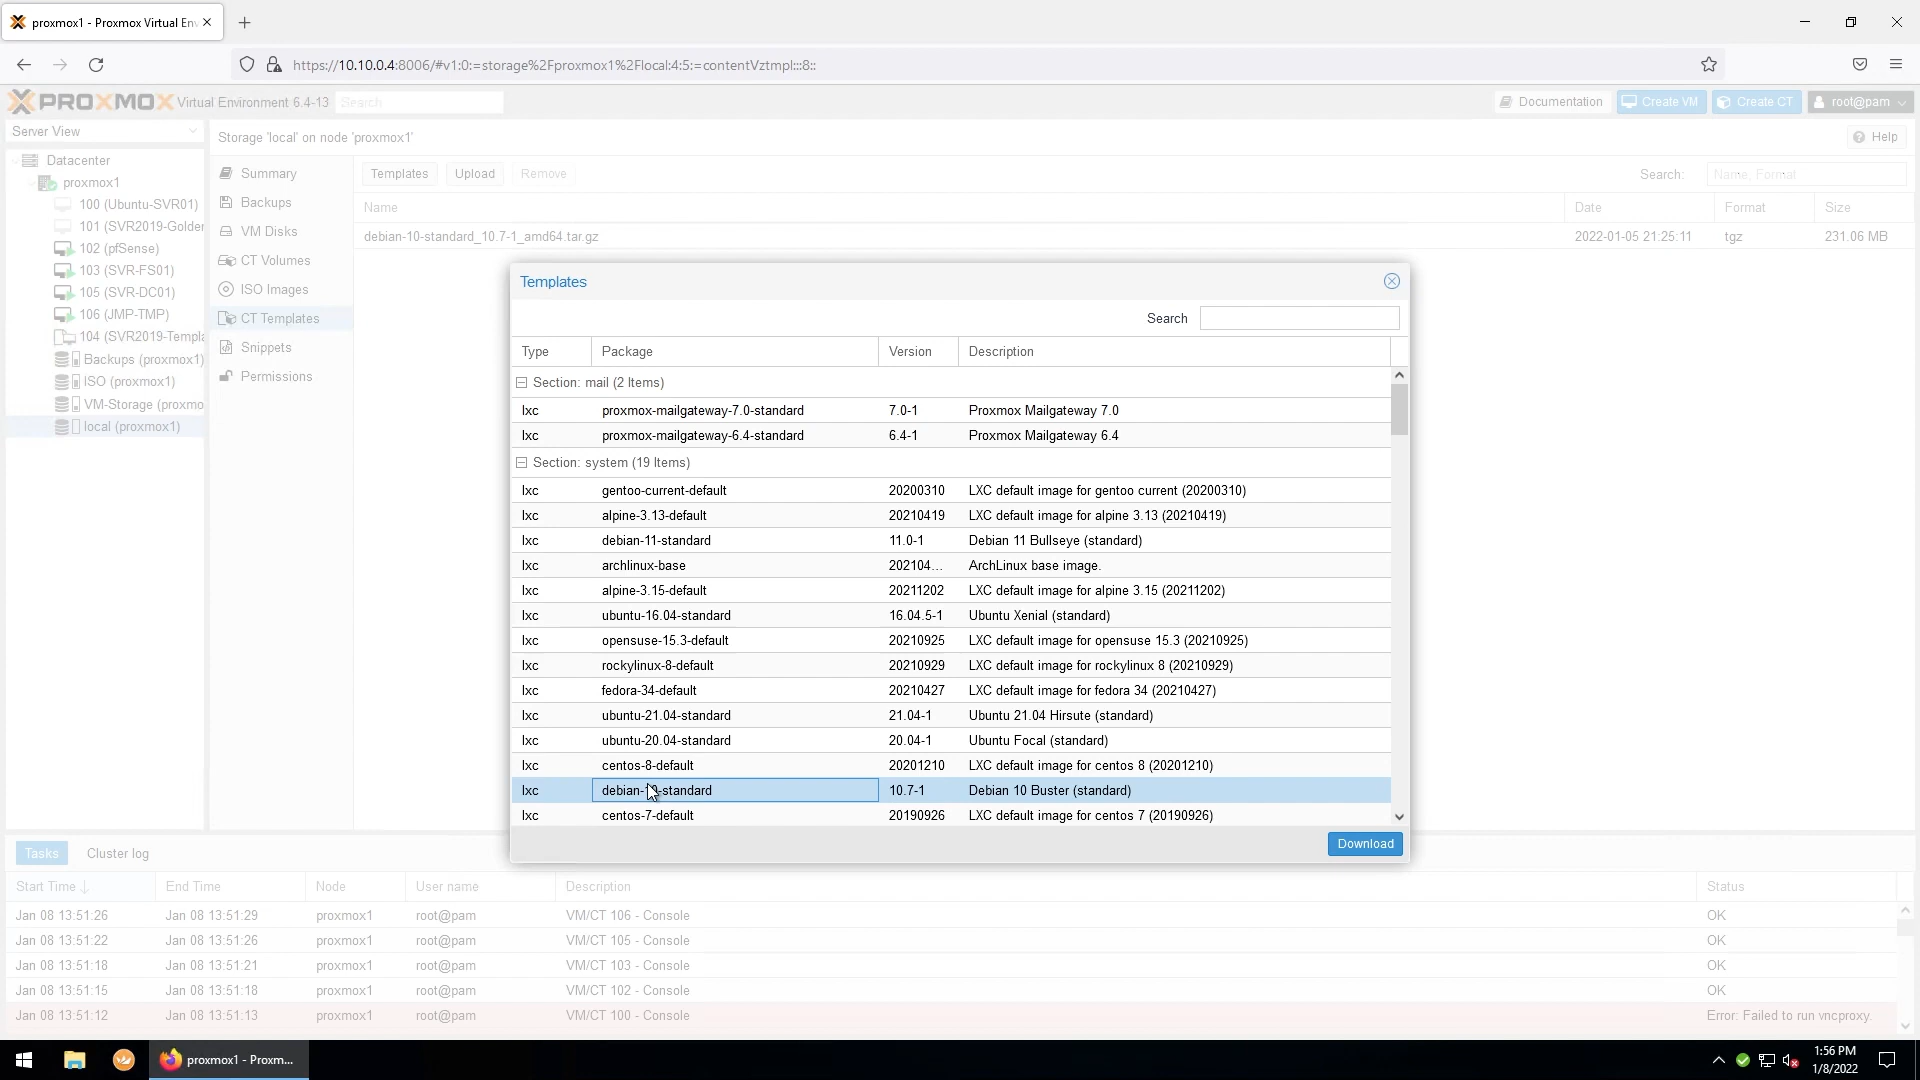 proxmox1 - Proxmox Virtual Env
https://10.10.0.4:8006/#v1:0:=storage%2Fproxmox1%2Flocal:4:5:=contentVztmpl:::8::
PROXMOX Virtual Environment 6.4-13 Search Documentation Create VM Create CT root@pam
Server View
Storage 'local' on node 'proxmox1' Help
Datacenter
proxmox1
100 (Ubuntu-SVR01)
101 (SVR2019-Golder
102 (pfSense)
103 (SVR-FS01)
105 (SVR-DC01)
106 (JMP-TMP)
104 (SVR2019-Templa
Backups (proxmox1)
ISO (proxmox1)
VM-Storage (proxmo
local (proxmox1)
Summary
Backups
VM Disks
CT Volumes
ISO Images
CT Templates
Snippets
Permissions
Templates Upload Remove Search: Name, Format
Name Date Format Size
debian-10-standard_10.7-1_amd64.tar.gz 2022-01-05 21:25:11 tgz 231.06 MB
Templates
Search
Type Package Version Description
Section: mail (2 Items)
lxc proxmox-mailgateway-7.0-standard 7.0-1 Proxmox Mailgateway 7.0
lxc proxmox-mailgateway-6.4-standard 6.4-1 Proxmox Mailgateway 6.4
Section: system (19 Items)
lxc gentoo-current-default 20200310 LXC default image for gentoo current (20200310)
lxc alpine-3.13-default 20210419 LXC default image for alpine 3.13 (20210419)
lxc debian-11-standard 11.0-1 Debian 11 Bullseye (standard)
lxc archlinux-base 202104... ArchLinux base image.
lxc alpine-3.15-default 20211202 LXC default image for alpine 3.15 (20211202)
lxc ubuntu-16.04-standard 16.04.5-1 Ubuntu Xenial (standard)
lxc opensuse-15.3-default 20210925 LXC default image for opensuse 15.3 (20210925)
lxc rockylinux-8-default 20210929 LXC default image for rockylinux 8 (20210929)
lxc fedora-34-default 20210427 LXC default image for fedora 34 (20210427)
lxc ubuntu-21.04-standard 21.04-1 Ubuntu 21.04 Hirsute (standard)
lxc ubuntu-20.04-standard 20.04-1 Ubuntu Focal (standard)
lxc centos-8-default 20201210 LXC default image for centos 8 (20201210)
lxc debian-10-standard 10.7-1 Debian 10 Buster (standard)
lxc centos-7-default 20190926 LXC default image for centos 7 (20190926)
Download
Tasks Cluster log
Start Time End Time Node User name Description Status
Jan 08 13:51:26 Jan 08 13:51:29 proxmox1 root@pam VM/CT 106 - Console OK
Jan 08 13:51:22 Jan 08 13:51:26 proxmox1 root@pam VM/CT 105 - Console OK
Jan 08 13:51:18 Jan 08 13:51:21 proxmox1 root@pam VM/CT 103 - Console OK
Jan 08 13:51:15 Jan 08 13:51:18 proxmox1 root@pam VM/CT 102 - Console OK
Jan 08 13:51:12 Jan 08 13:51:13 proxmox1 root@pam VM/CT 100 - Console Error: Failed to run vncproxy.
proxmox1 - Proxm...
1:56 PM
1/8/2022